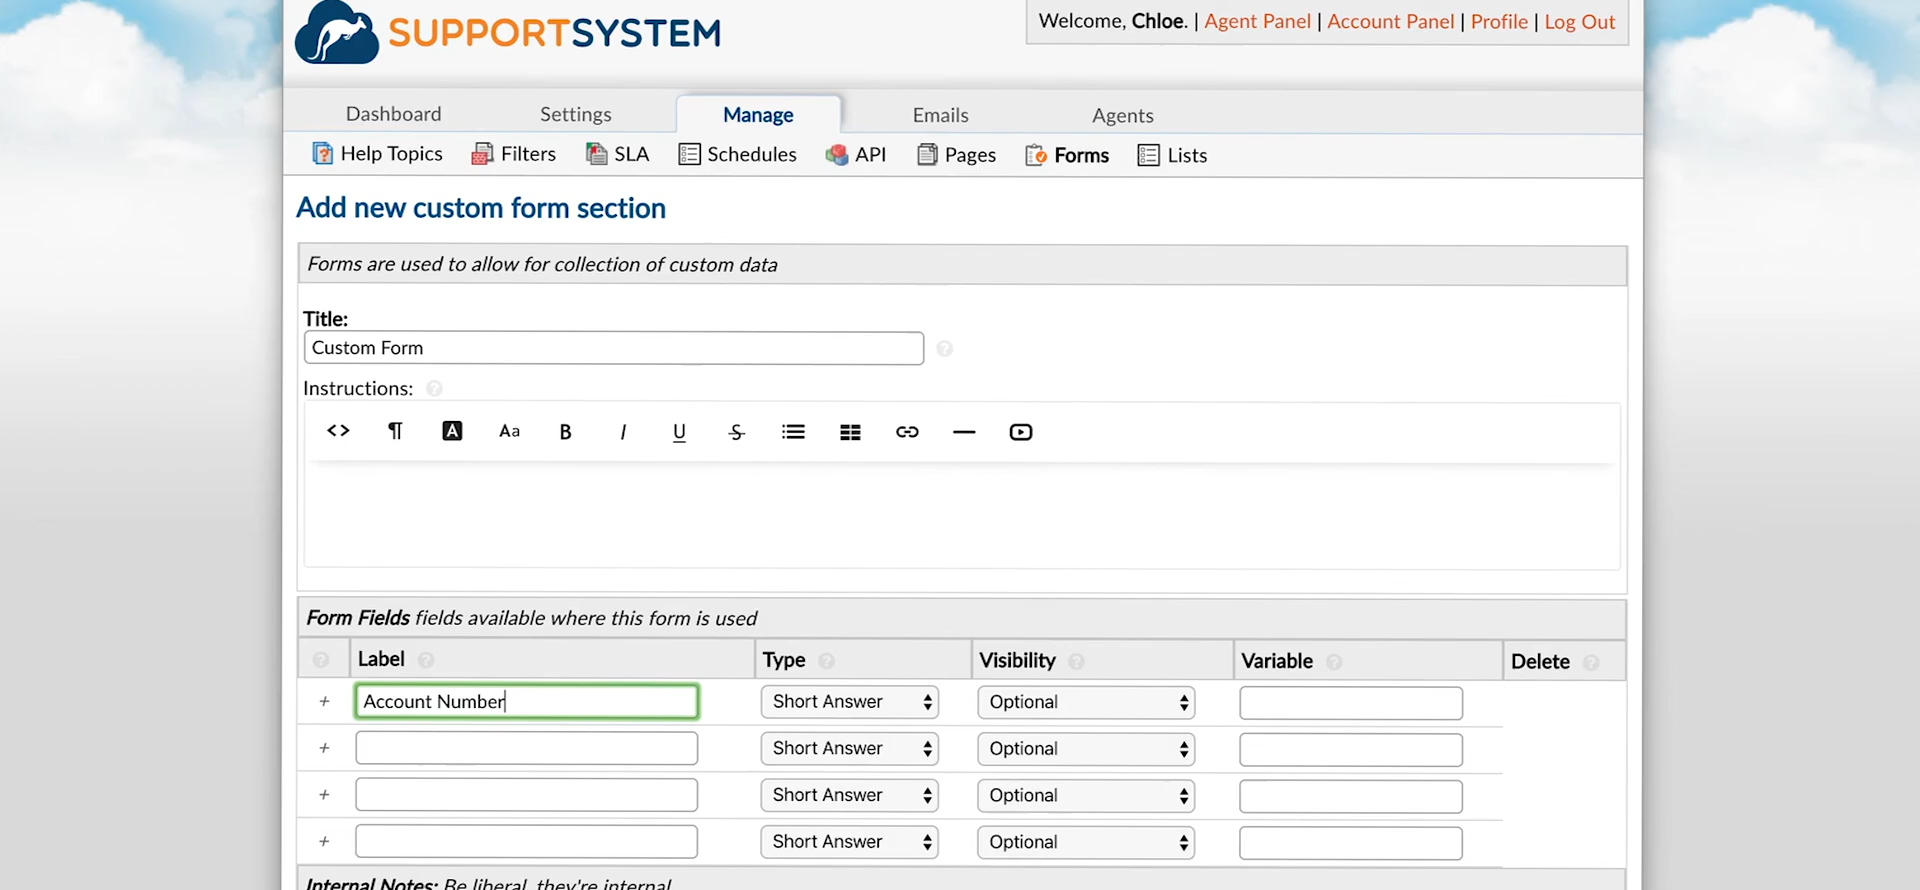 SUPPORTSYSTEM
Welcome, Chloe. | Agent Panel | Account Panel | Profile | Log Out
Dashboard Settings Manage Emails Agents
Help Topics Filters SLA Schedules API Pages Forms Lists
Add new custom form section
Forms are used to allow for collection of custom data
Title:
Custom Form
Instructions:
<> ¶ A Aa B I U S
Form Fields fields available where this form is used
Label Type Visibility Variable Delete
+ Account Number Short Answer Optional
+ Short Answer Optional
+ Short Answer Optional
+ Short Answer Optional
Internal Notes: Be liberal, they're internal